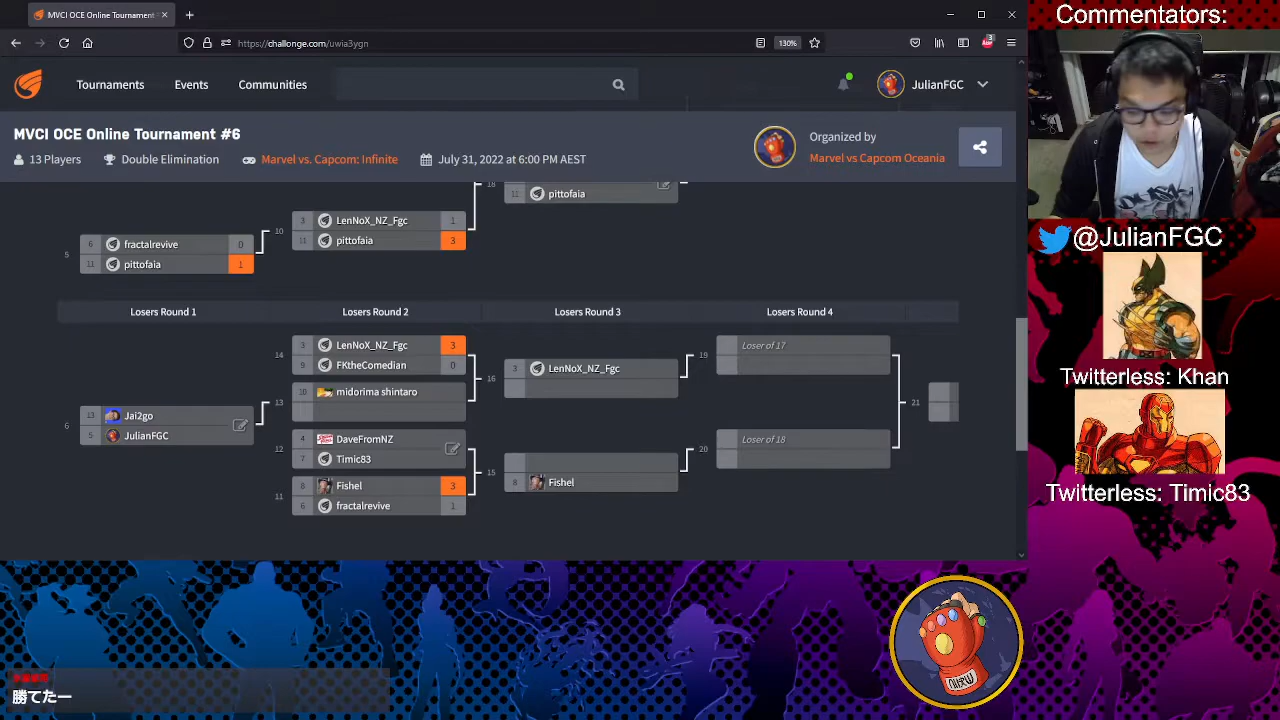 MVCI OCE Online Tournament
Commentators:
https://challonge.com/uwia3ygn
130%
3
Tournaments
Events
Communities
JulianFGC
MVCI OCE Online Tournament #6
13 Players
Double Elimination
Marvel vs. Capcom: Infinite
July 31, 2022 at 6:00 PM AEST
Organized by
Marvel vs Capcom Oceania
18
11 pittofaia
10
3 LenNoX_NZ_Fgc 1
11 pittofaia 3
5
6 fractalrevive 0
11 pittofaia 1
@JulianFGC
Losers Round 1
Losers Round 2
Losers Round 3
Losers Round 4
14
3 LenNoX_NZ_Fgc 3
9 FKtheComedian 0
13
10 midorima shintaro
16
3 LenNoX_NZ_Fgc
19
Loser of 17
6
13 Jai2go
5 JulianFGC
12
4 DaveFromNZ
7 Timic83
11
8 Fishel 3
6 fractalrevive 1
15
8 Fishel
20
Loser of 18
21
Twitterless: Khan
Twitterless: Timic83
勝てたー